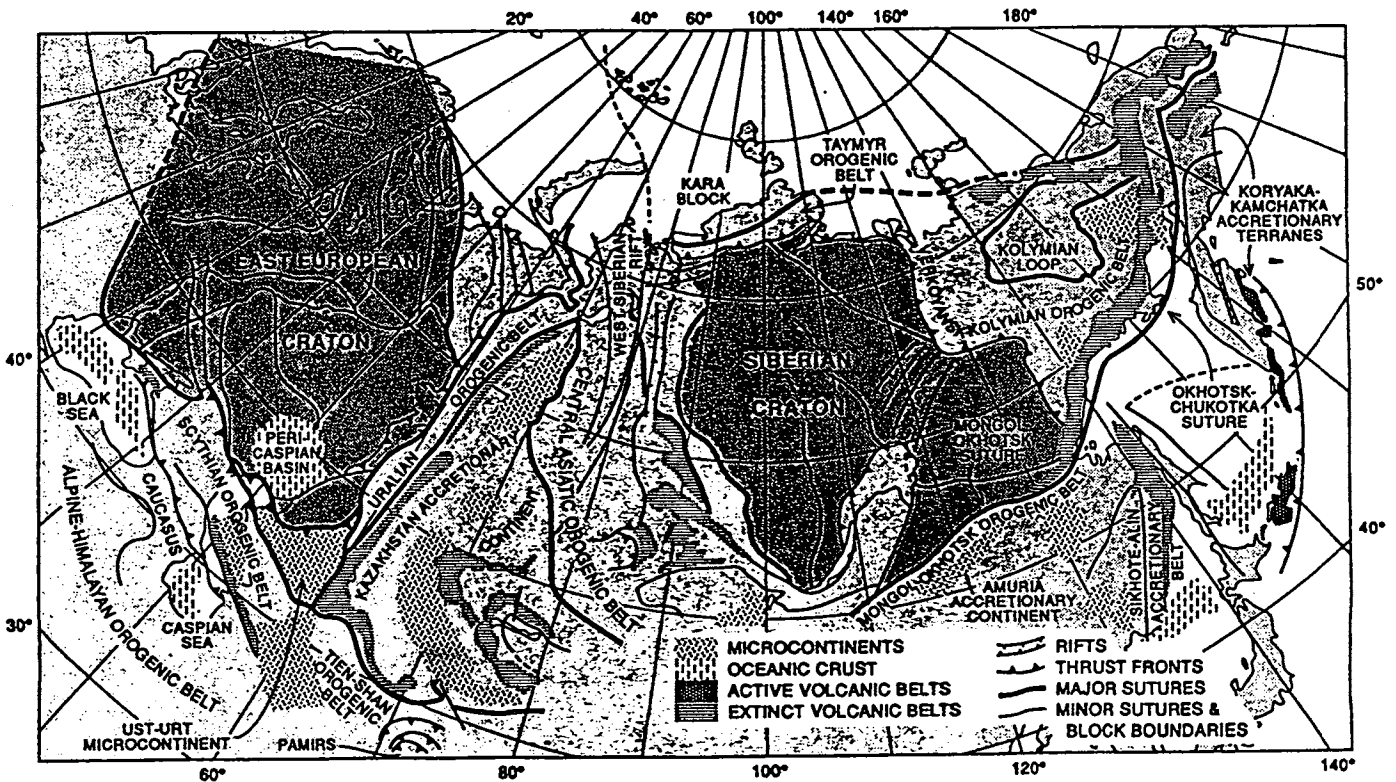 20° 40° 60° 100° 140° 160° 180°
TAYMYR
OROGENIC
BELT
KARA
BLOCK
KORYAKA-
KAMCHATKA
ACCRETIONARY
TERRANES
KOLYMIAN
LOOP
EAST EUROPEAN
CRATON
WEST SIBERIAN
RIFTS
KOLYMIAN OROGENIC BELT
50°
40°
SIBERIAN
CRATON
BLACK
SEA
OKHOTSK-
CHUKOTKA
SUTURE
PERI-
CASPIAN
BASIN
MONGOL-
OKHOTSK
SUTURE
URALIAN OROGENIC BELT
SCYTHIAN OROGENIC BELT
CAUCASUS
ALPINE-HIMALAYAN OROGENIC BELT
KAZAKHSTAN ACCRETIONARY
CONTINENT
CENTRAL ASIATIC OROGENIC BELT
MONGOL-OKHOTSK OROGENIC BELT
SIKHOTE-ALIN
ACCRETIONARY
BELT
40°
AMURIA
ACCRETIONARY
CONTINENT
30°
CASPIAN
SEA
TIEN SHAN
OROGENIC
BELT
UST-URT
MICROCONTINENT
PAMIRS
MICROCONTINENTS
OCEANIC CRUST
ACTIVE VOLCANIC BELTS
EXTINCT VOLCANIC BELTS
RIFTS
THRUST FRONTS
MAJOR SUTURES
MINOR SUTURES &
BLOCK BOUNDARIES
60° 80° 100° 120° 140°